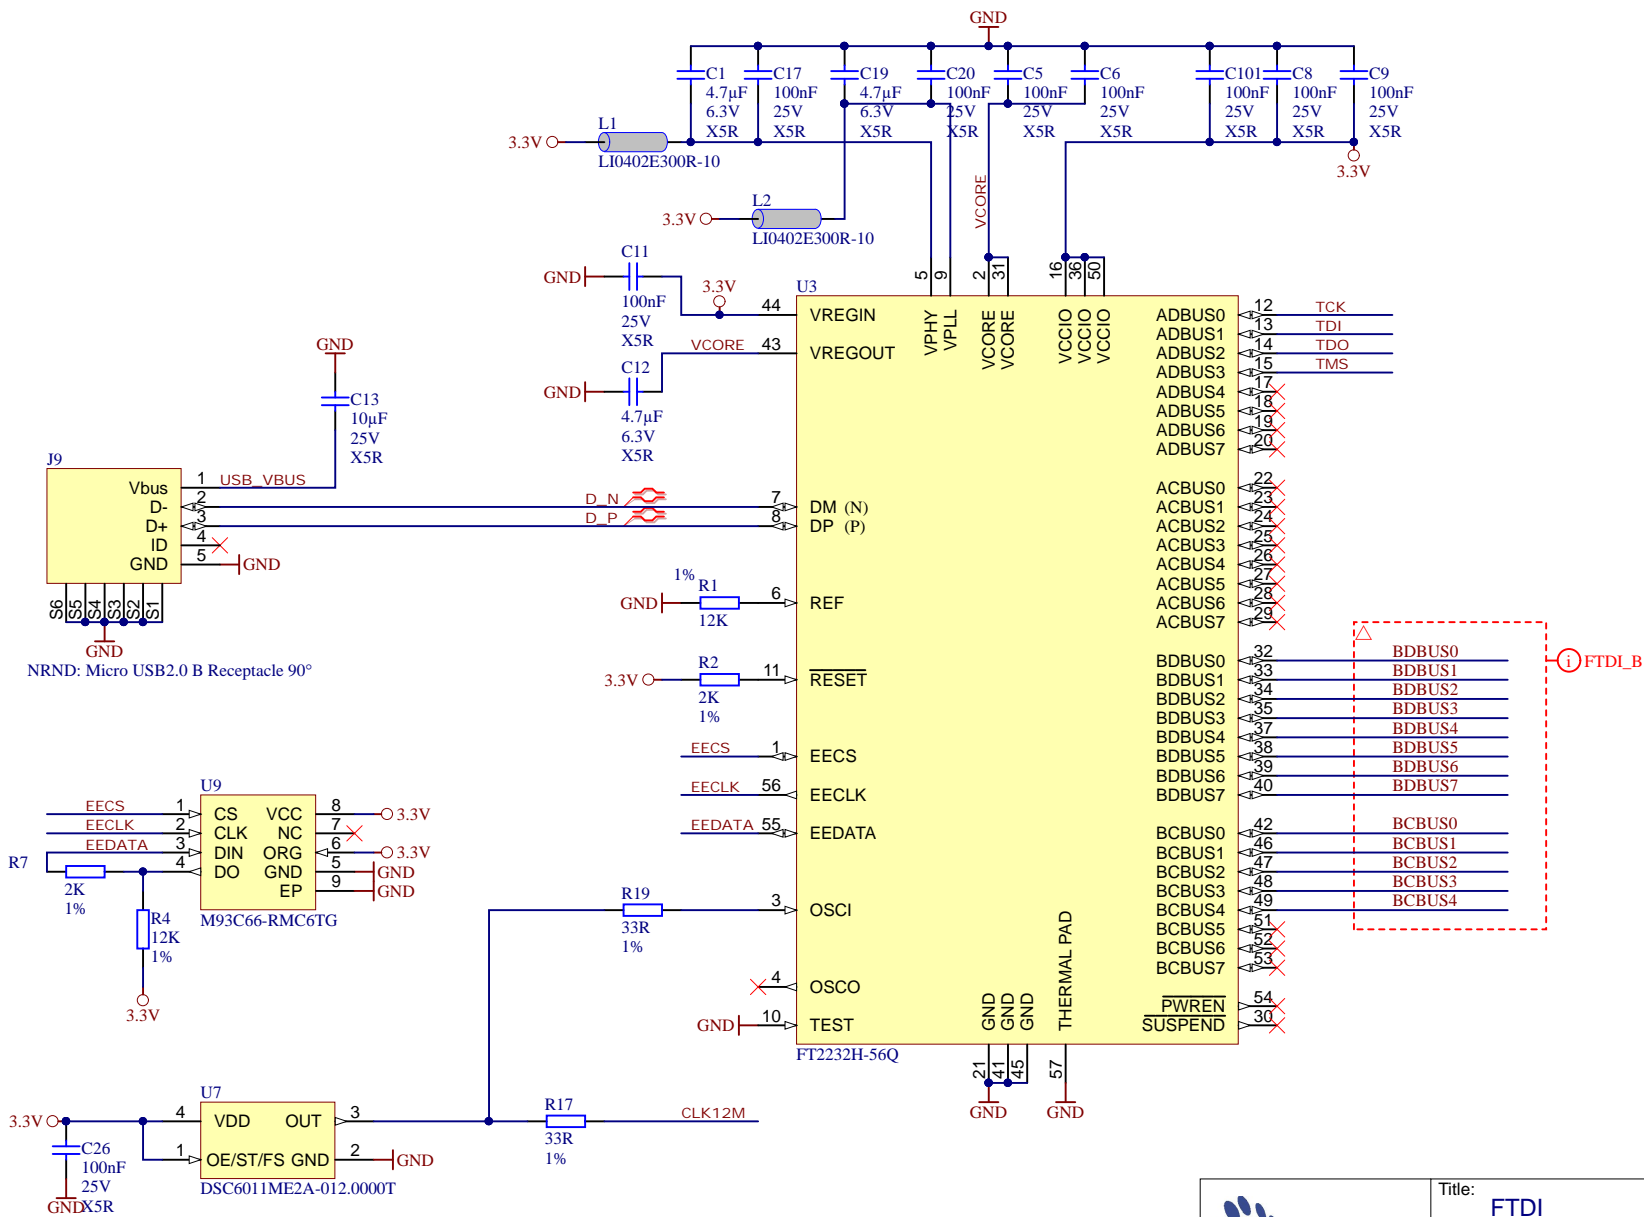 GND
C1
4.7µF
6.3V
X5R
C17
100nF
25V
X5R
C19
4.7µF
6.3V
X5R
C20
100nF
25V
X5R
C5
100nF
25V
X5R
C6
100nF
25V
X5R
C101
100nF
25V
X5R
C8
100nF
25V
X5R
C9
100nF
25V
X5R
3.3V
L1
LI0402E300R-10
3.3V
3.3V
L2
LI0402E300R-10
VCORE
GND
C11
100nF
25V
X5R
3.3V
VCORE
GND
C12
4.7µF
6.3V
X5R
U3
5 9 2 31 16 36 50
VPHY VPLL VCORE VCORE VCCIO VCCIO VCCIO
44 VREGIN
43 VREGOUT
7 DM (N)
8 DP (P)
6 REF
11 RESET
1 EECS
56 EECLK
55 EEDATA
3 OSCI
4 OSCO
10 TEST
ADBUS0 12 TCK
ADBUS1 13 TDI
ADBUS2 14 TDO
ADBUS3 15 TMS
ADBUS4 17
ADBUS5 18
ADBUS6 19
ADBUS7 20
ACBUS0 22
ACBUS1 23
ACBUS2 24
ACBUS3 25
ACBUS4 26
ACBUS5 27
ACBUS6 28
ACBUS7 29
BDBUS0 32 BDBUS0
BDBUS1 33 BDBUS1
BDBUS2 34 BDBUS2
BDBUS3 35 BDBUS3
BDBUS4 37 BDBUS4
BDBUS5 38 BDBUS5
BDBUS6 39 BDBUS6
BDBUS7 40 BDBUS7
BCBUS0 42 BCBUS0
BCBUS1 46 BCBUS1
BCBUS2 47 BCBUS2
BCBUS3 48 BCBUS3
BCBUS4 49 BCBUS4
BCBUS5 51
BCBUS6 52
BCBUS7 53
PWREN 54
SUSPEND 30
i FTDI_B
GND GND GND THERMAL PAD
21 41 45 57
GND GND
FT2232H-56Q
GND
C13
10µF
25V
X5R
J9
Vbus 1 USB_VBUS
D- 2
D+ 3
ID 4
GND 5 GND
S6 S5 S4 S3 S2 S1
GND
NRND: Micro USB2.0 B Receptacle 90°
D_N
D_P
1%
R1
GND
12K
R2
3.3V
2K
1%
EECS
EECLK
EEDATA
U9
EECS 1 CS VCC 8 3.3V
EECLK 2 CLK NC 7
EEDATA 3 DIN ORG 6 3.3V
4 DO GND 5 GND
EP 9 GND
M93C66-RMC6TG
R7
2K
1%
R4
12K
1%
3.3V
R19
33R
1%
GND
U7
3.3V 4 VDD OUT 3
1 OE/ST/FS GND 2 GND
DSC6011ME2A-012.0000T
C26
100nF
25V
X5R
GND
R17
33R
1%
CLK12M
Title:
FTDI